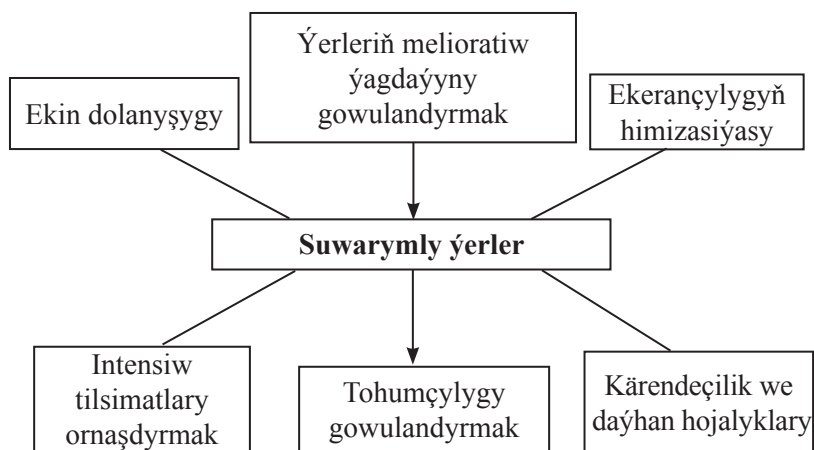 Ekin dolanyşygy
Ýerleriň melioratiw
ýagdaýyny
gowulandyrmak
Ekerançylygyň
himizasiýasy
Suwarymly ýerler
Intensiw
tilsimatlary
ornaşdyrmak
Tohumçylygy
gowulandyrmak
Kärendeçilik we
daýhan hojalyklary